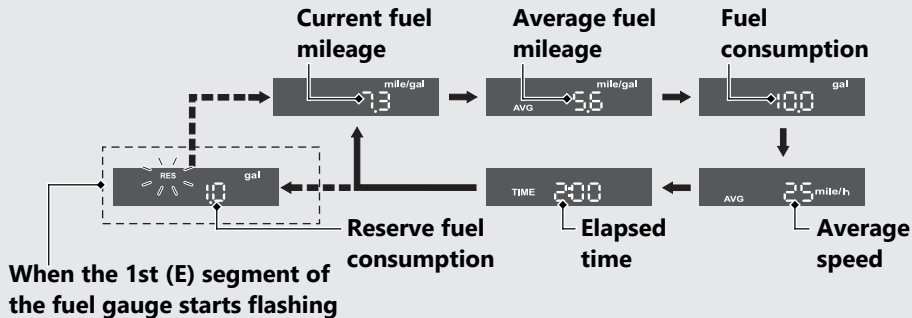 Current fuel
mileage
Average fuel
mileage
Fuel
consumption
mile/gal
7.3
mile/gal
AVG 5.6
gal
10.0
RES gal
1.0
TIME 2:00
AVG 25 mile/h
Reserve fuel
consumption
Elapsed
time
Average
speed
When the 1st (E) segment of
the fuel gauge starts flashing